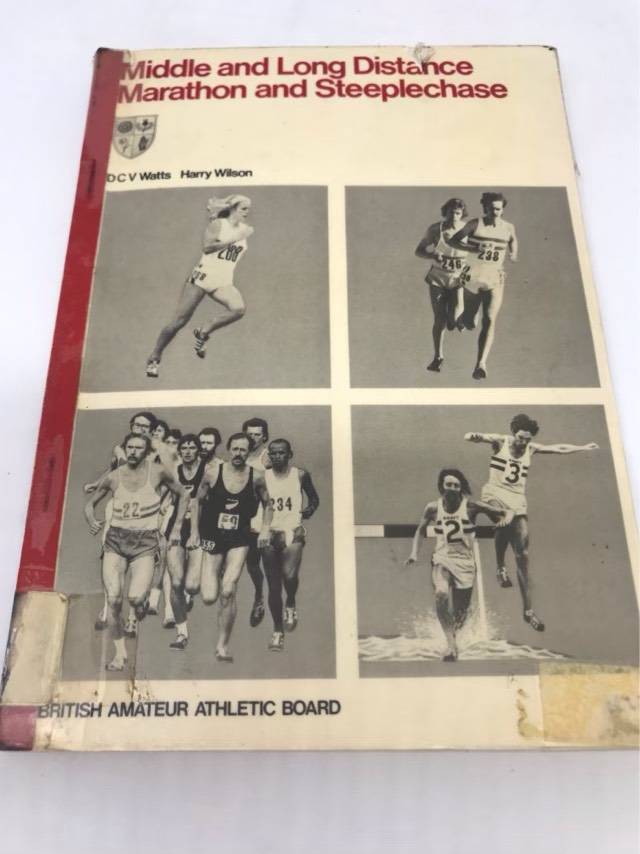 Middle and Long Distance
Marathon and Steeplechase
D C V Watts Harry Wilson
288
246
238
22
234
3
2
BRITISH AMATEUR ATHLETIC BOARD